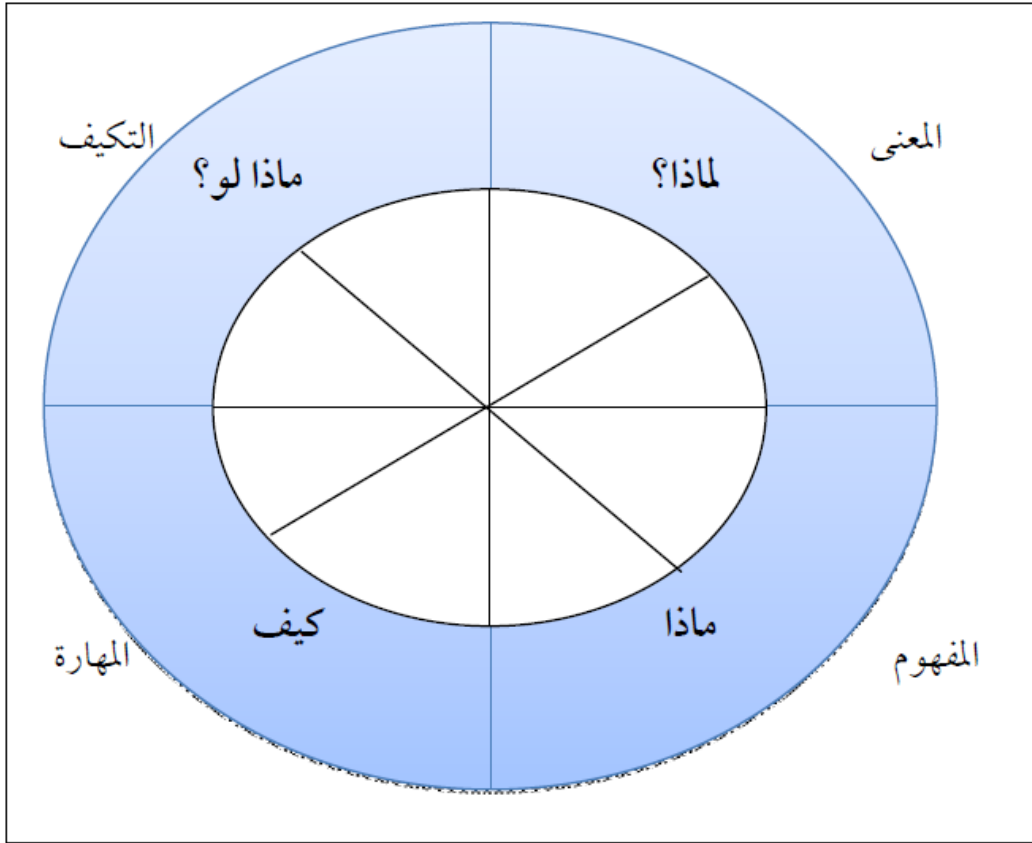 المعنى
التكيف
لماذا؟
ماذا لو؟
ماذا
كيف
المفهوم
المهارة